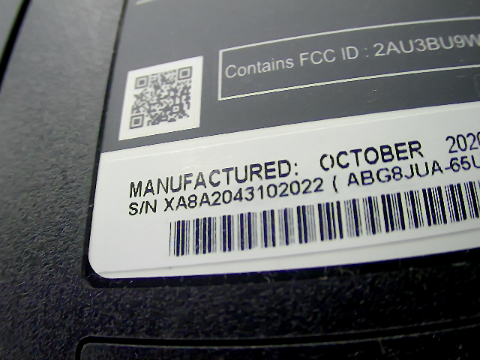 Contains FCC ID : 2AU3BU9W
MANUFACTURED: OCTOBER 2020
S/N XA8A2043102022 ( ABG8JUA-65U